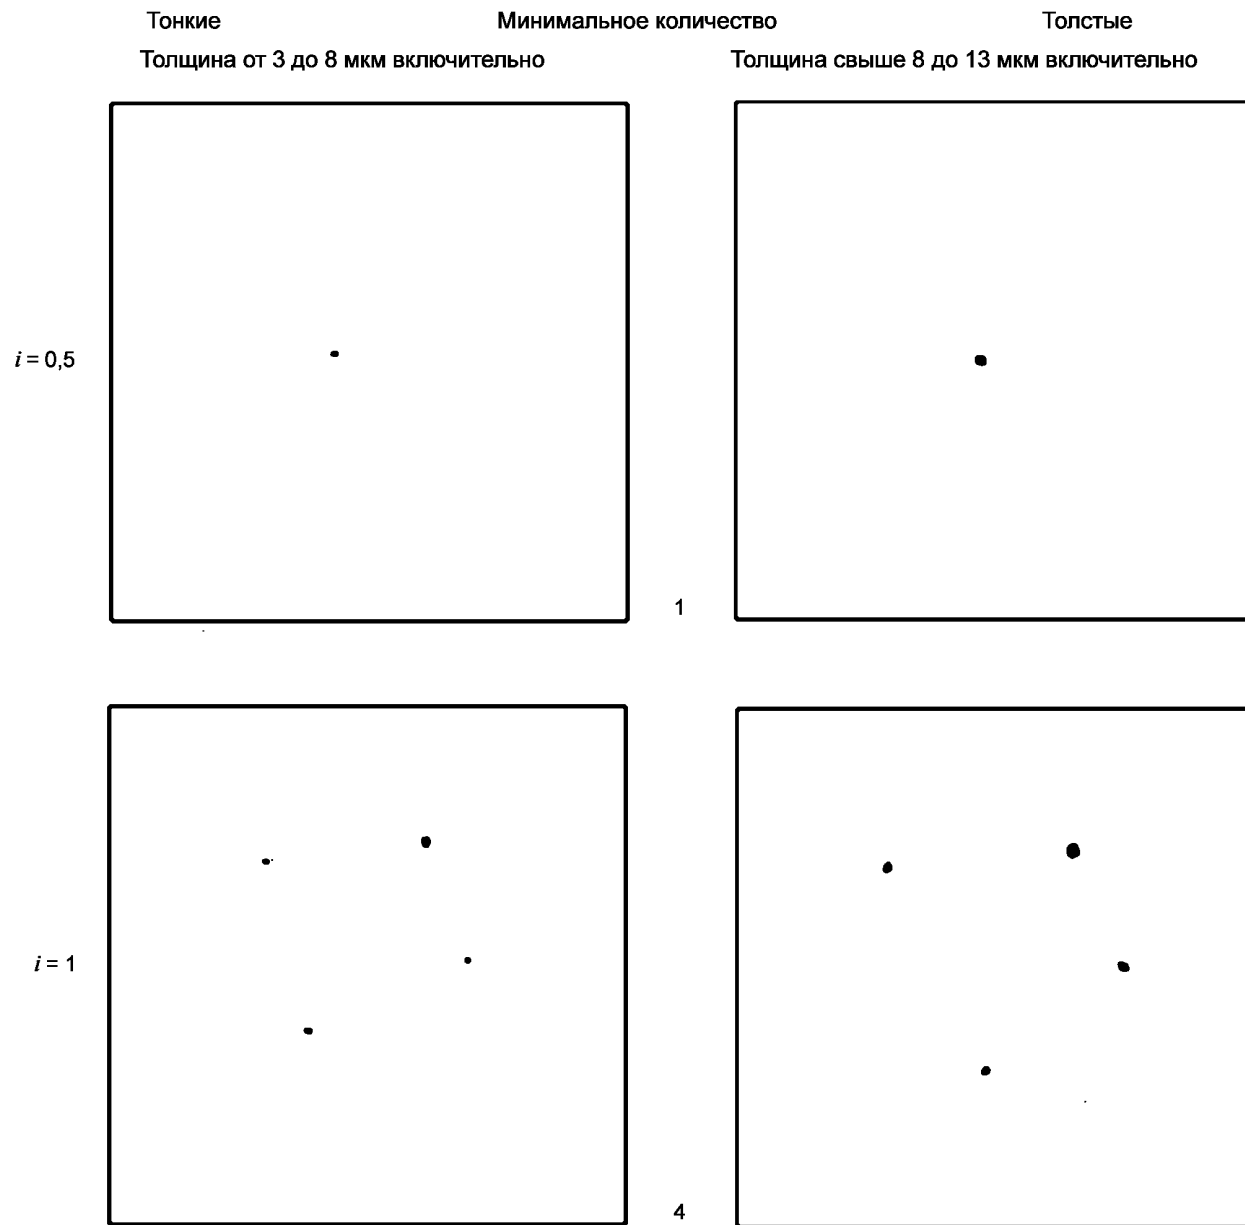 Тонкие Минимальное количество Толстые
Толщина от 3 до 8 мкм включительно Толщина свыше 8 до 13 мкм включительно
i = 0,5
1
i = 1
4